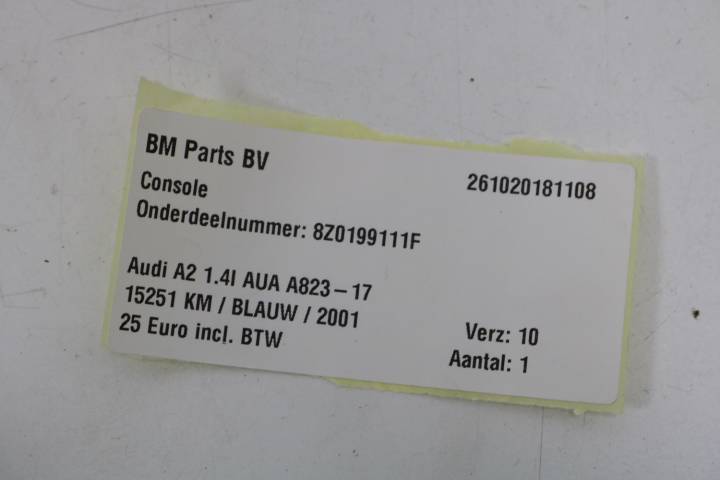 BM Parts BV
261020181108
Console
Onderdeelnummer: 8Z0199111F
Audi A2 1.4I AUA A823-17
15251 KM / BLAUW / 2001
25 Euro incl. BTW
Verz: 10
Aantal: 1